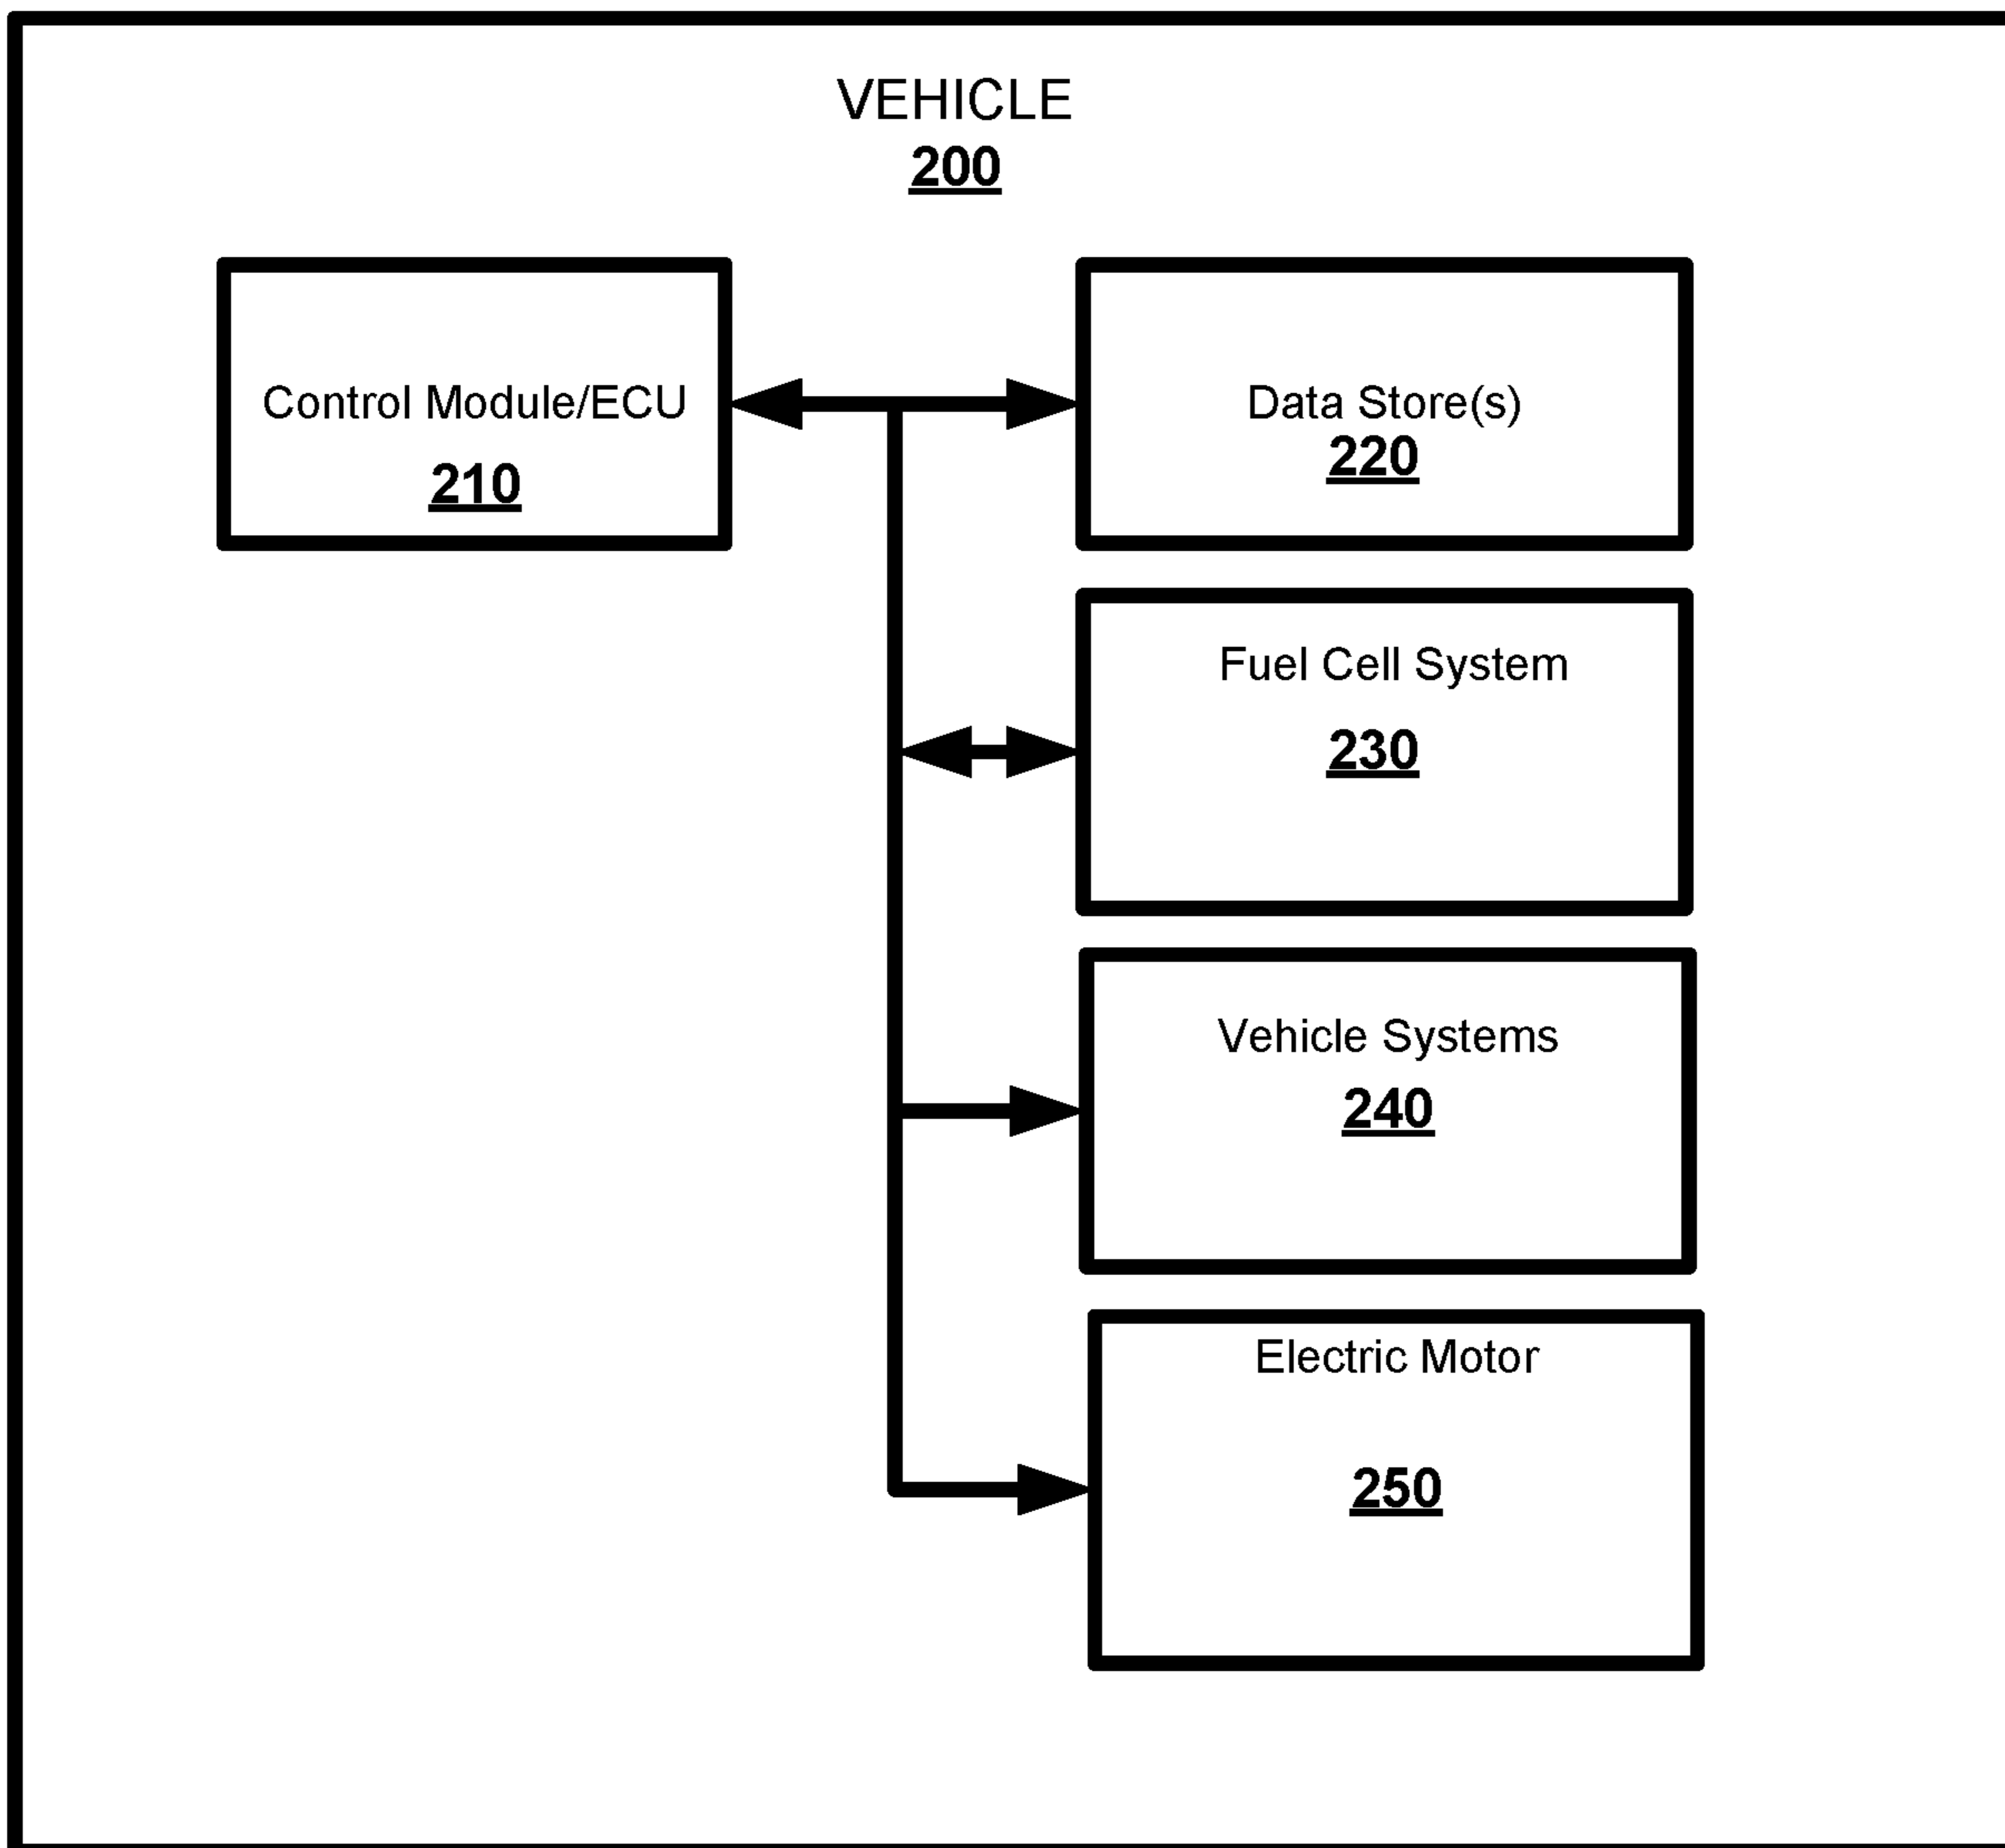 VEHICLE
200
Control Module/ECU
210
Data Store(s)
220
Fuel Cell System
230
Vehicle Systems
240
Electric Motor
250